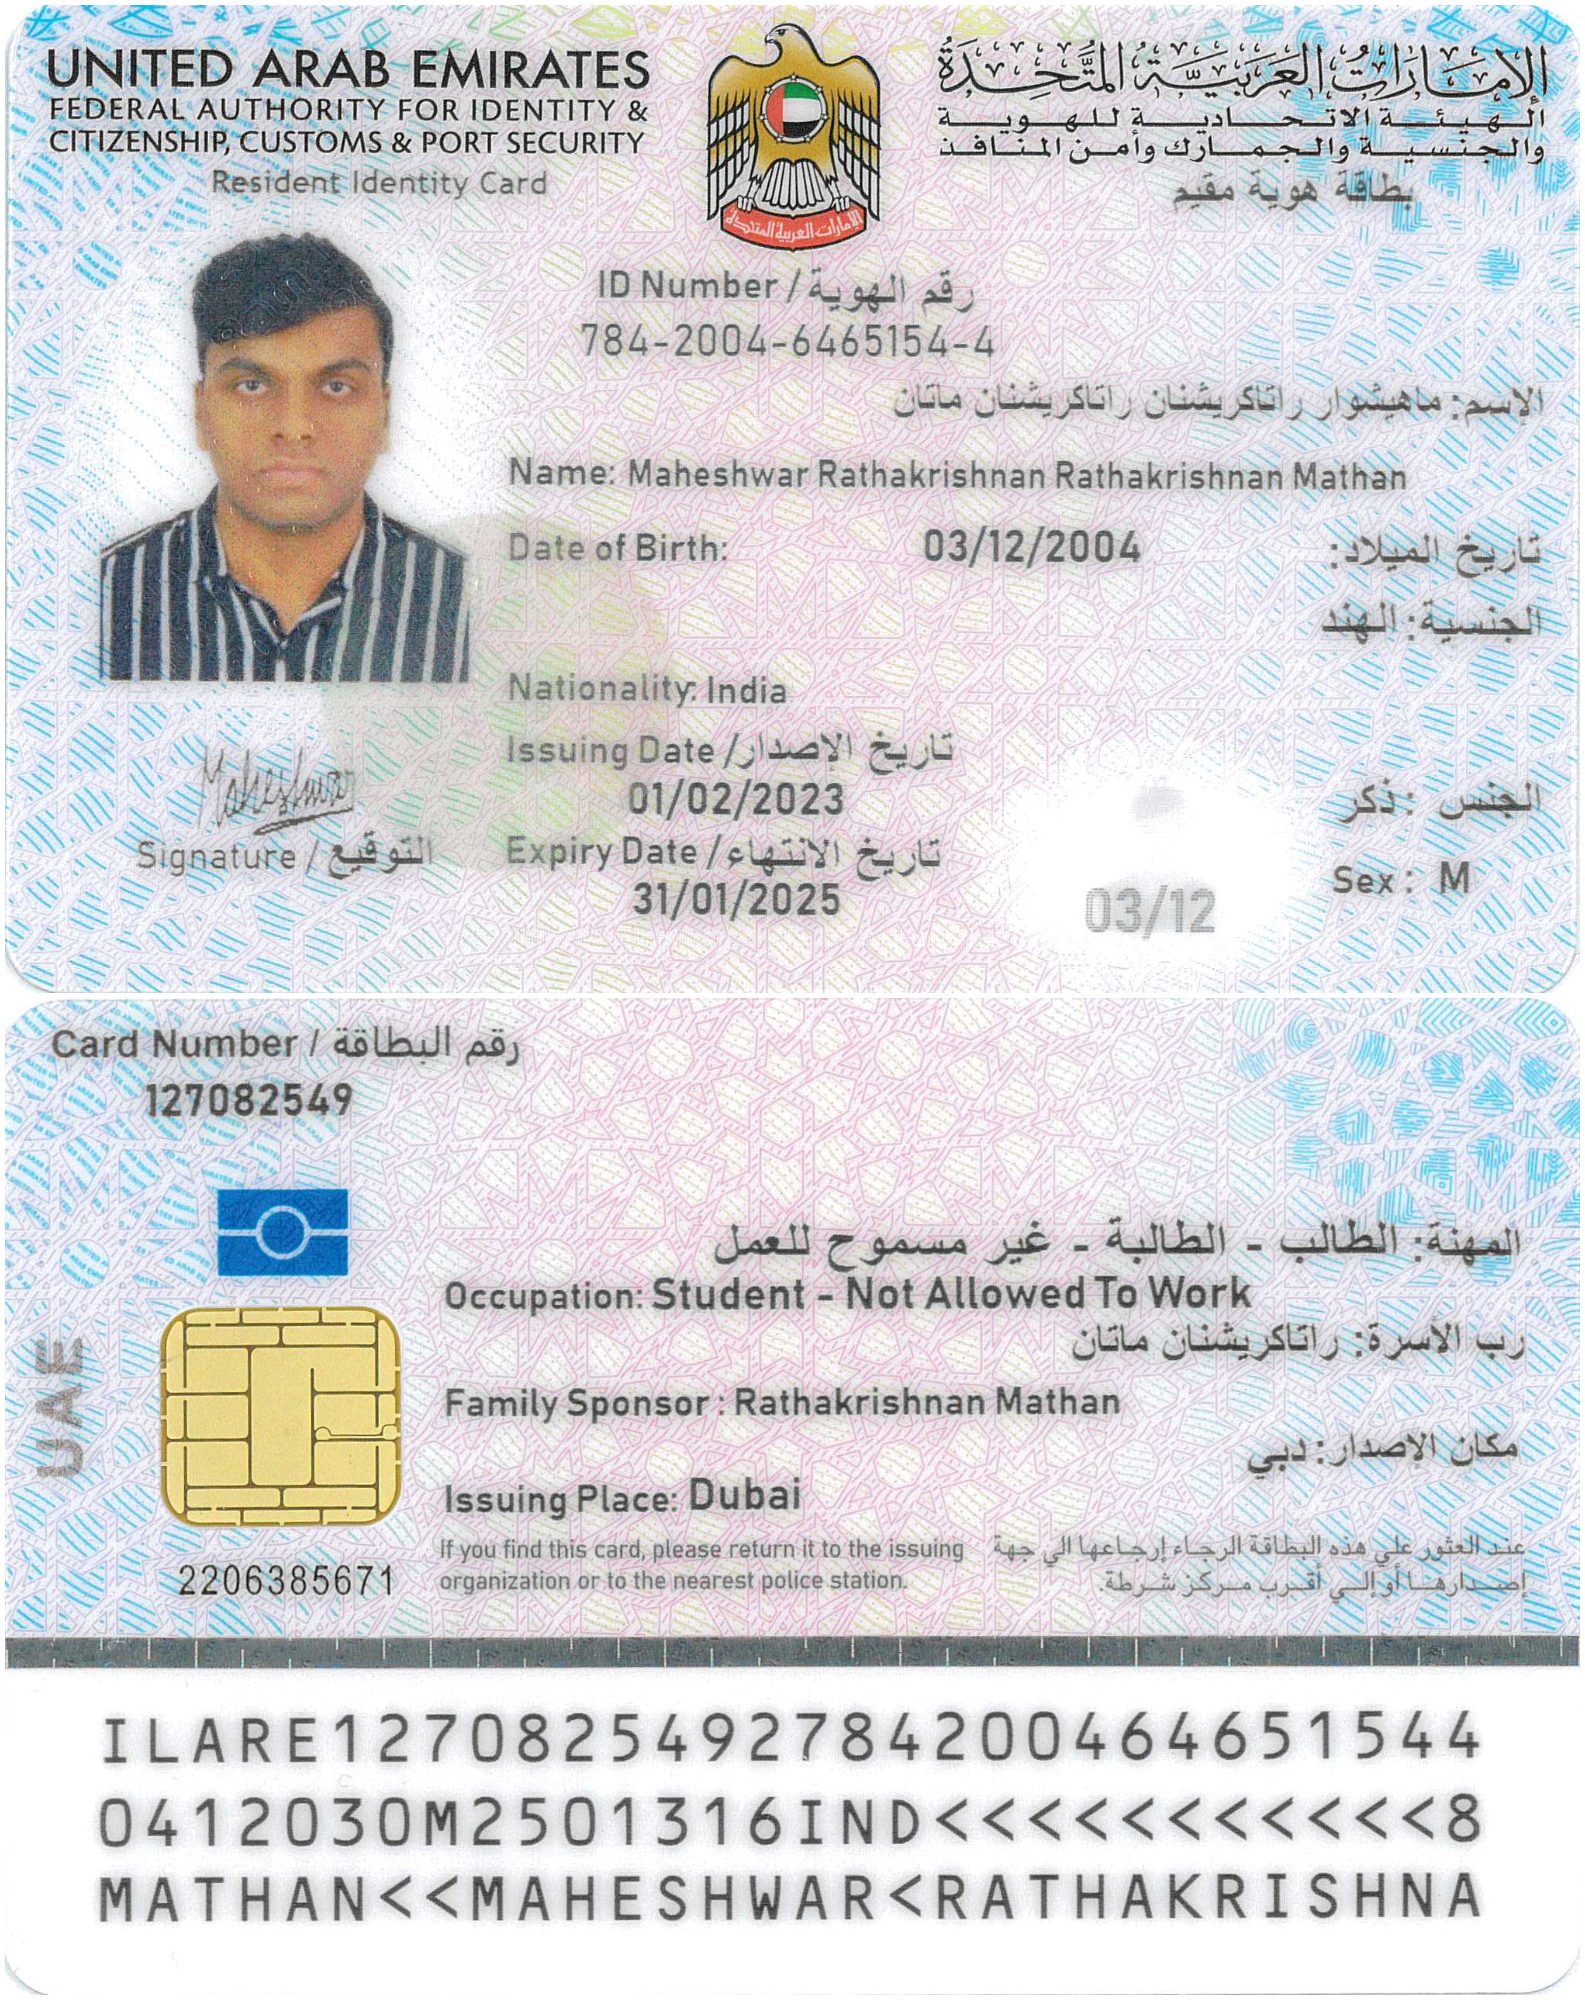 UNITED ARAB EMIRATES
FEDERAL AUTHORITY FOR IDENTITY &
CITIZENSHIP, CUSTOMS & PORT SECURITY
Resident Identity Card
الإمارات العربية المتحدة
الهيئة الاتحادية للهوية
والجنسية والجمارك وأمن المنافذ
بطاقة هوية مقيم
الإمارات العربية المتحدة
ID Number / رقم الهوية
784-2004-6465154-4
الإسم: ماهيشوار راتاكريشنان راتاكريشنان ماتان
Name: Maheshwar Rathakrishnan Rathakrishnan Mathan
Date of Birth: 03/12/2004 تاريخ الميلاد:
الجنسية: الهند
Nationality: India
Issuing Date / تاريخ الإصدار
01/02/2023
Expiry Date / تاريخ الانتهاء
31/01/2025
Maheshwar
Signature / التوقيع
الجنس : ذكر
Sex : M
03/12
Card Number / رقم البطاقة
127082549
المهنة: الطالب - الطالبة - غير مسموح للعمل
Occupation: Student - Not Allowed To Work
رب الأسرة: راتاكريشنان ماتان
Family Sponsor : Rathakrishnan Mathan
مكان الإصدار: دبي
Issuing Place: Dubai
UAE
2206385671
If you find this card, please return it to the issuing
organization or to the nearest police station.
عند العثور علي هذه البطاقة الرجاء إرجاعها الي جهة
إصدارها أوالي أقرب مركز شرطة.
ILARE1270825492784200464651544
0412030M2501316IND<<<<<<<<<<<8
MATHAN<<MAHESHWAR<RATHAKRISHNA